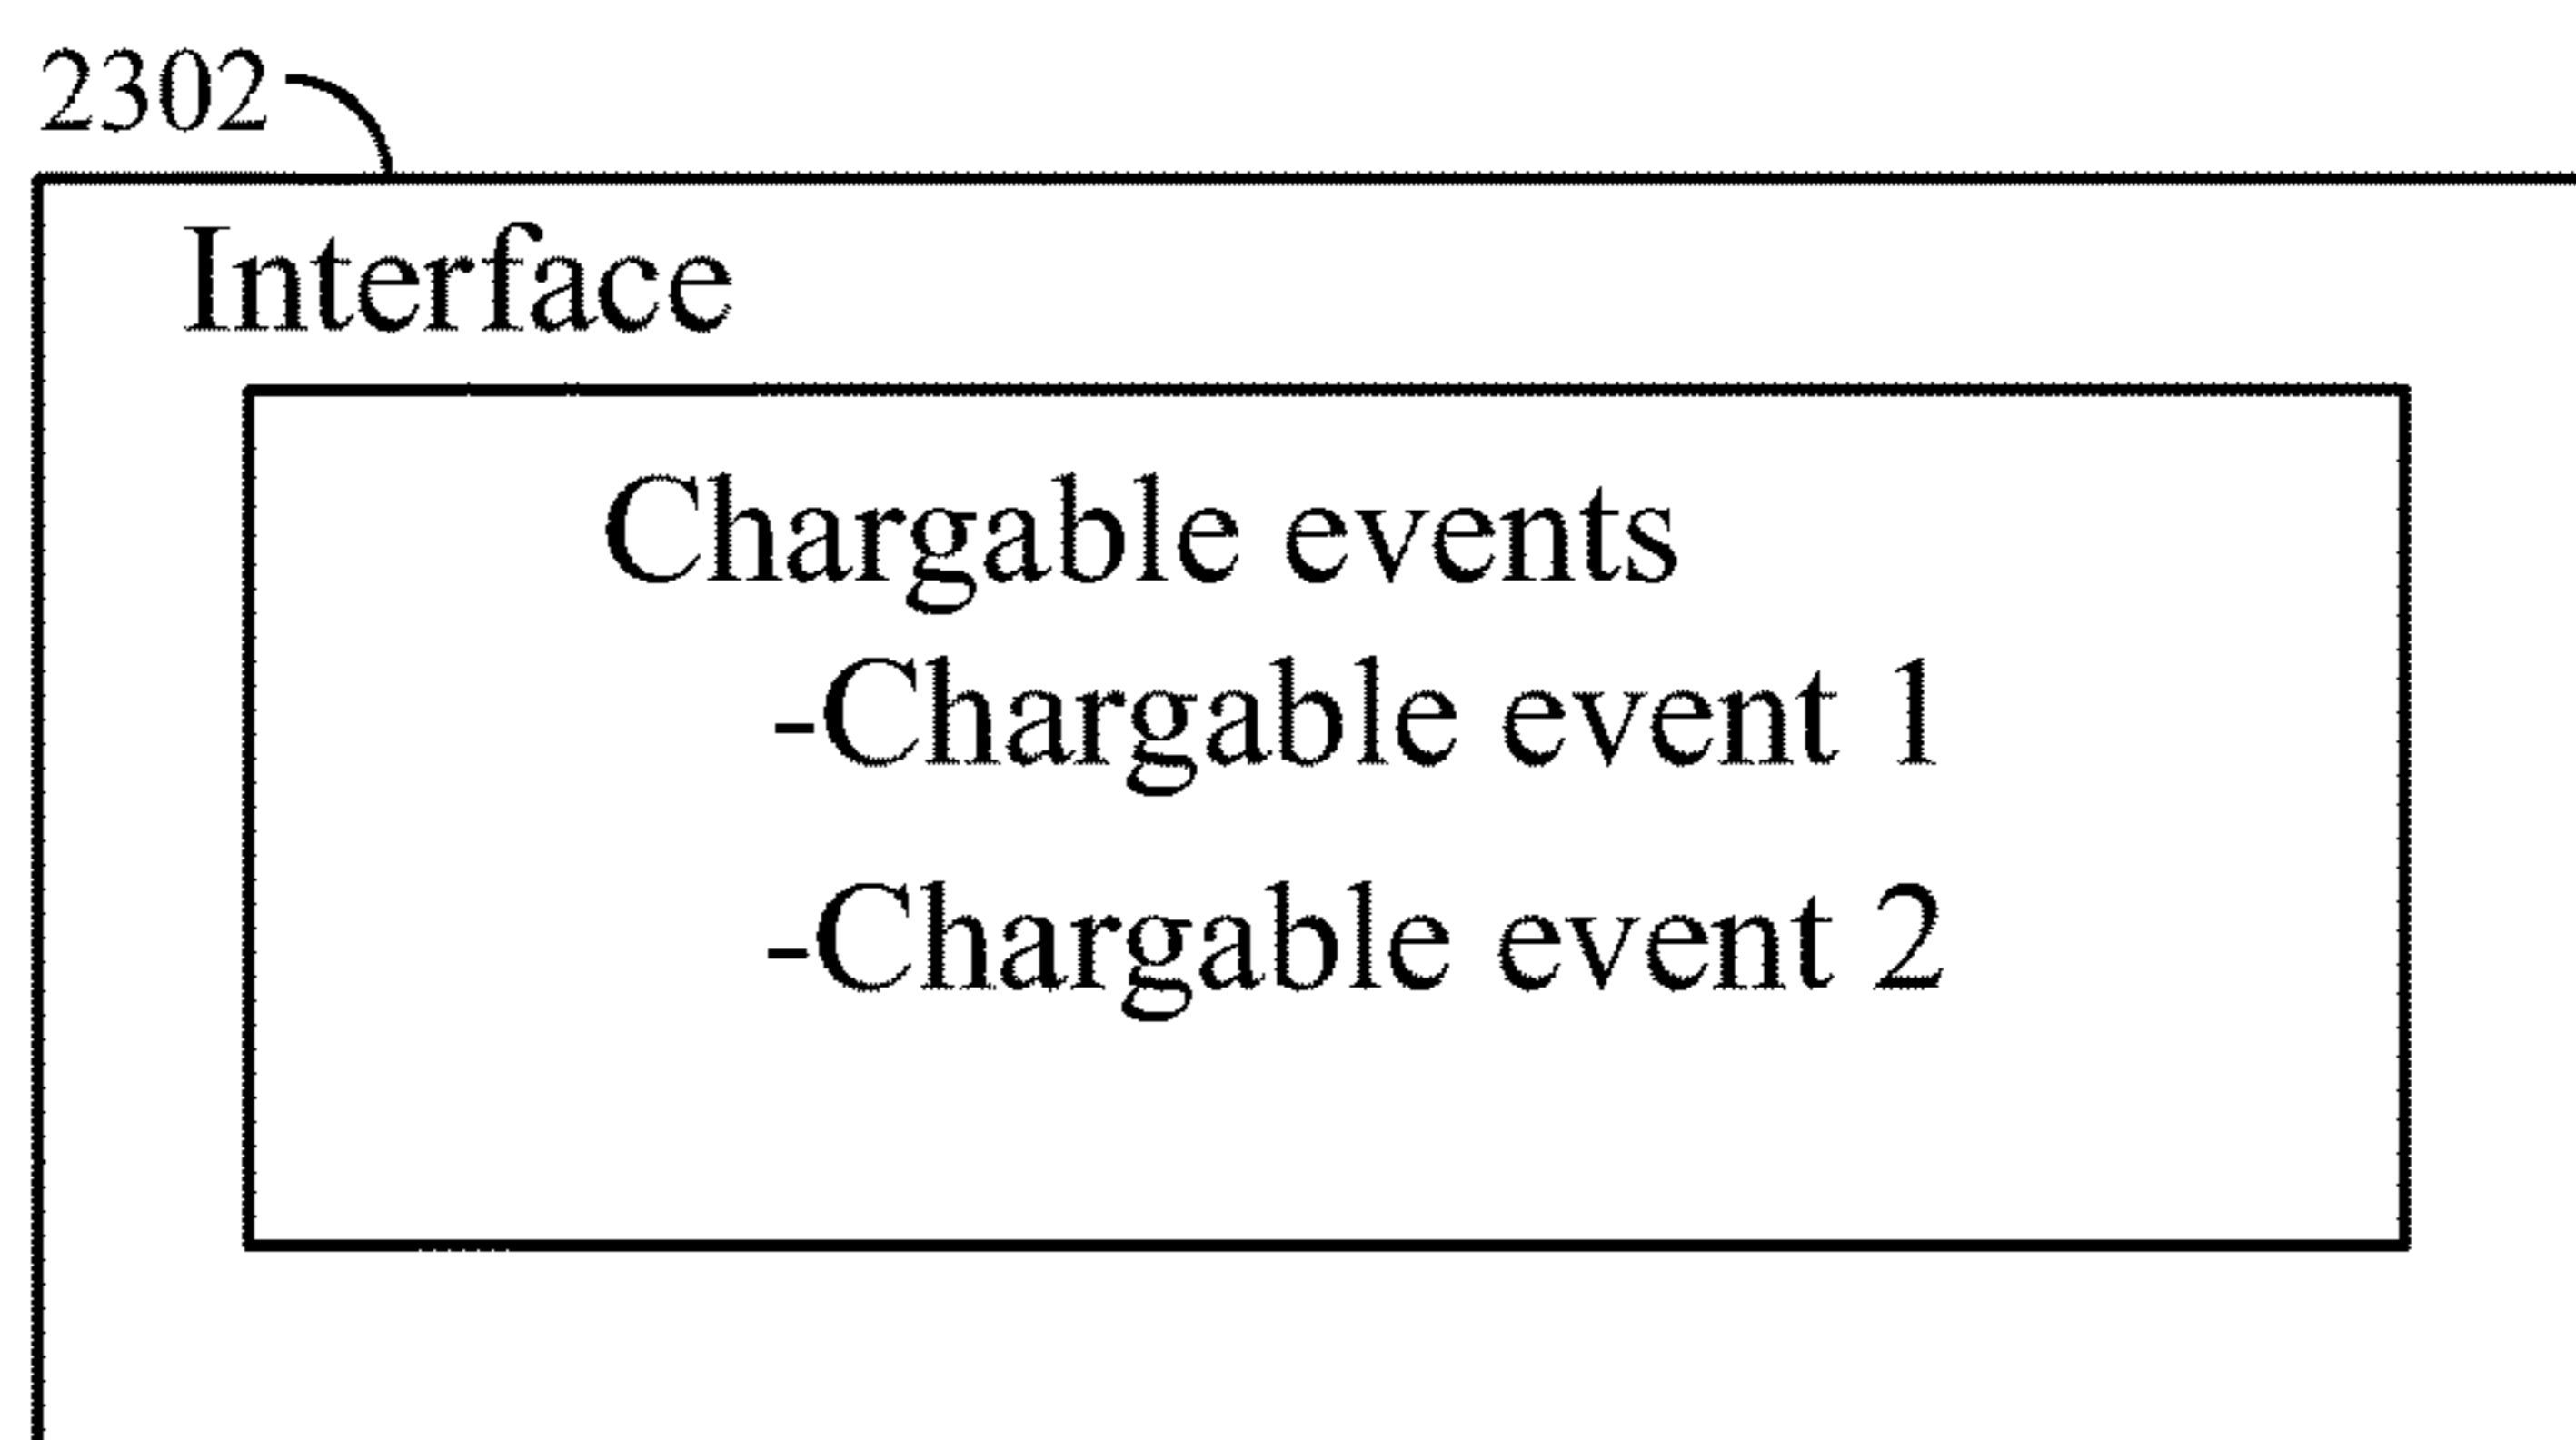 2302
Interface
Chargable events
-Chargable event 1
-Chargable event 2